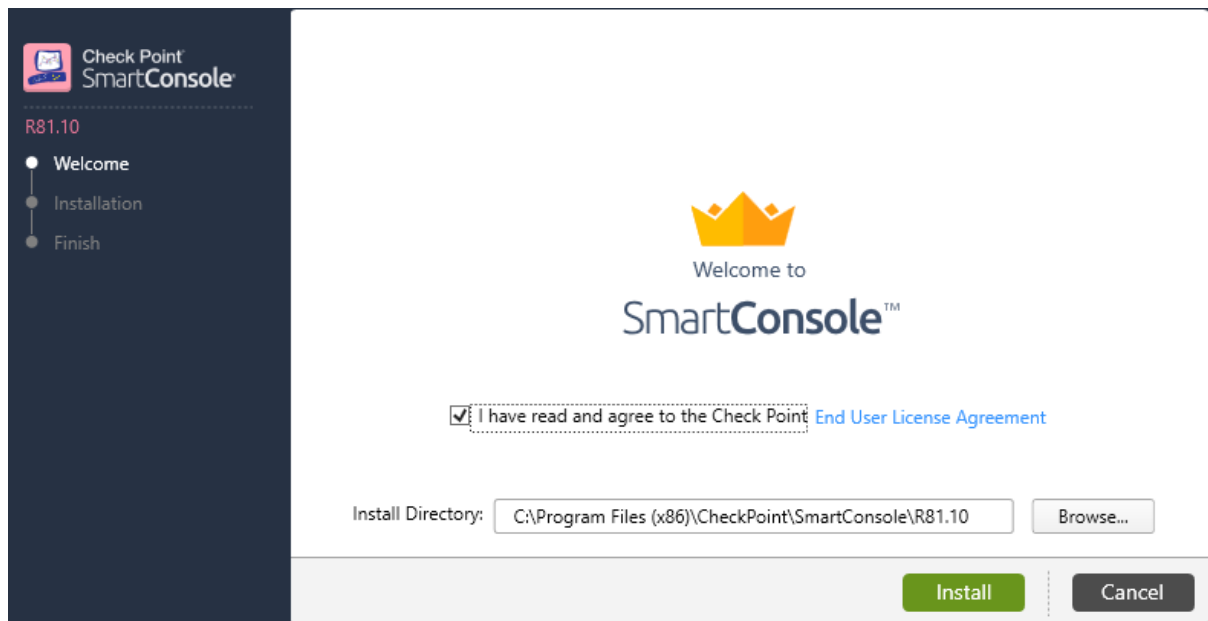 Check Point
SmartConsole
R81.10
Welcome
Installation
Finish
Welcome to
SmartConsole™
I have read and agree to the Check Point End User License Agreement
Install Directory: C:\Program Files (x86)\CheckPoint\SmartConsole\R81.10 Browse...
Install Cancel